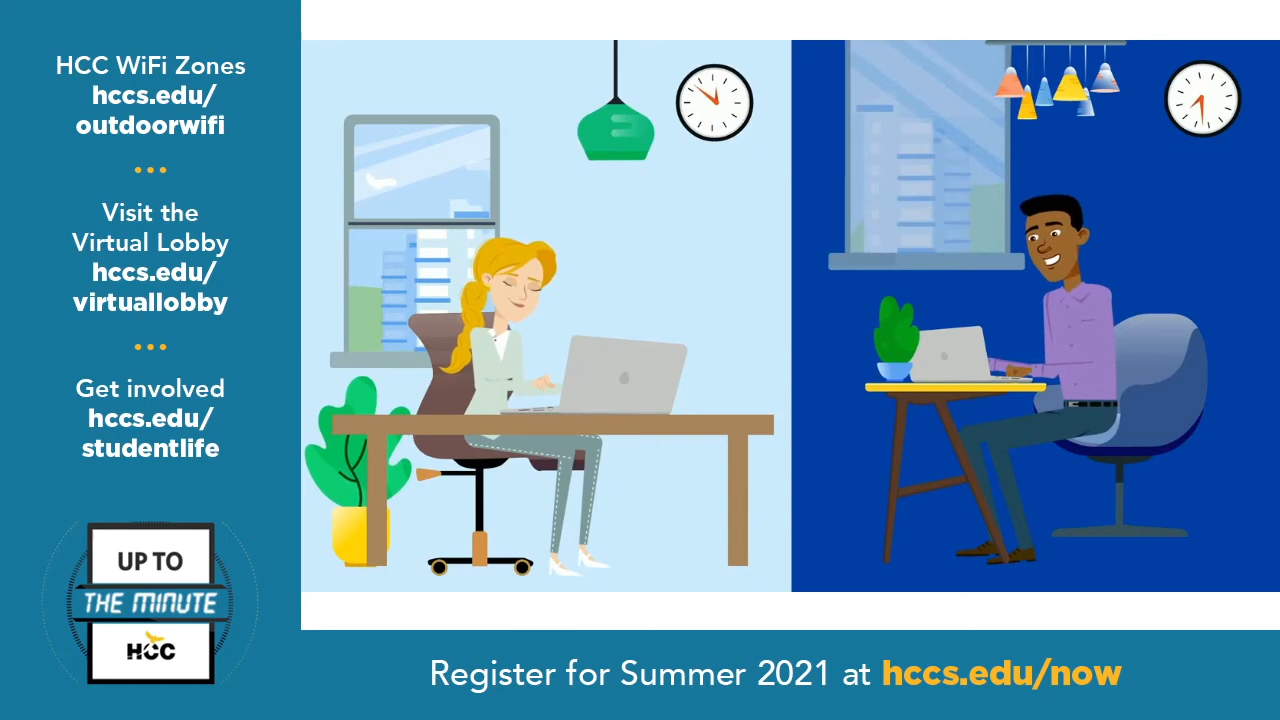 HCC WiFi Zones
hccs.edu/
outdoorwifi
Visit the
Virtual Lobby
hccs.edu/
virtuallobby
Get involved
hccs.edu/
studentlife
UP TO
THE MINUTE
HCC
Register for Summer 2021 at hccs.edu/now